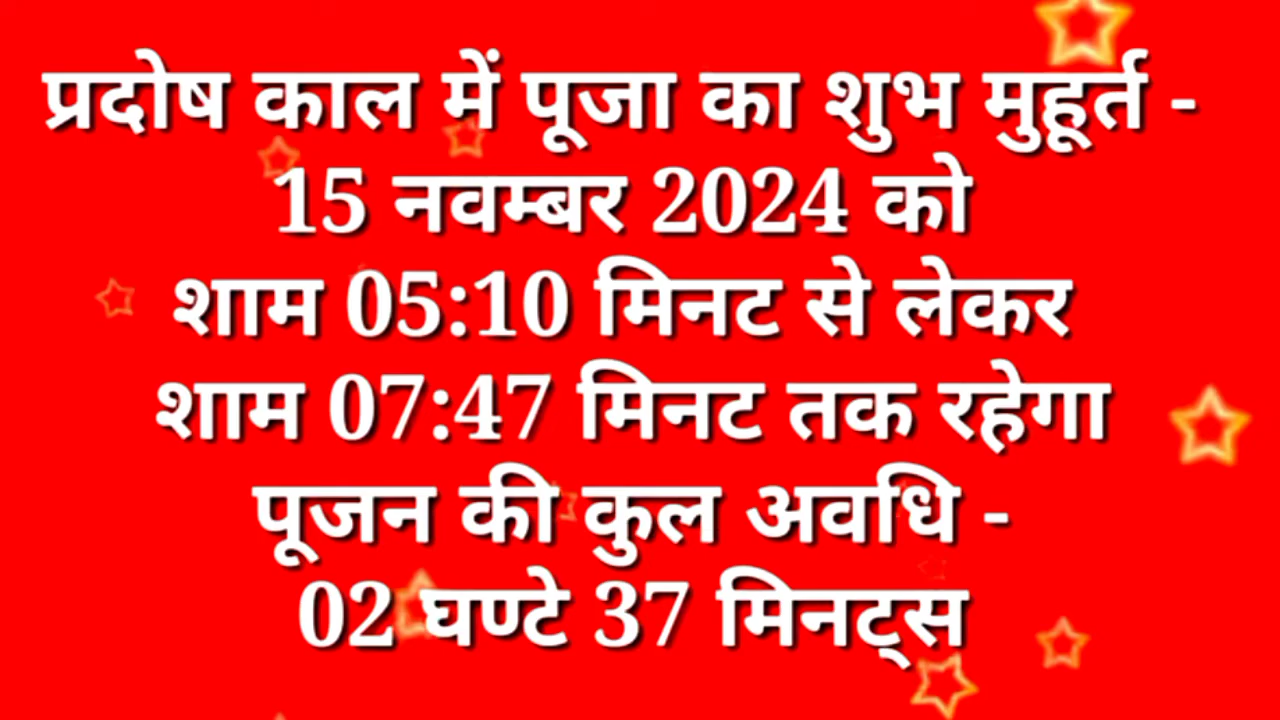 प्रदोष काल में पूजा का शुभ मुहूर्त -
15 नवम्बर 2024 को
शाम 05:10 मिनट से लेकर
शाम 07:47 मिनट तक रहेगा
पूजन की कुल अवधि -
02 घण्टे 37 मिनट्स